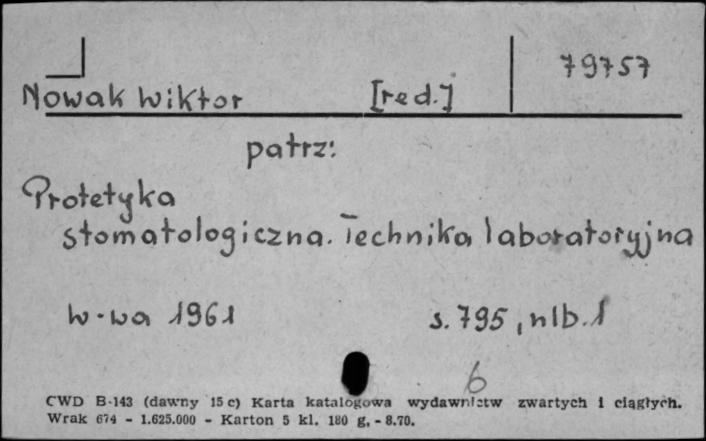 79757
Nowak Wiktor [red.]
patrz:
Protetyka
stomatologiczna. Technika laboratoryjna
W-wa 1961 s. 795, nlb. 1
6
CWD B-143 (dawny 15 c) Karta katalogowa wydawnictw zwartych i ciągłych.
Wrak 674 - 1.625.000 - Karton 5 kl. 180 g. - 8.70.